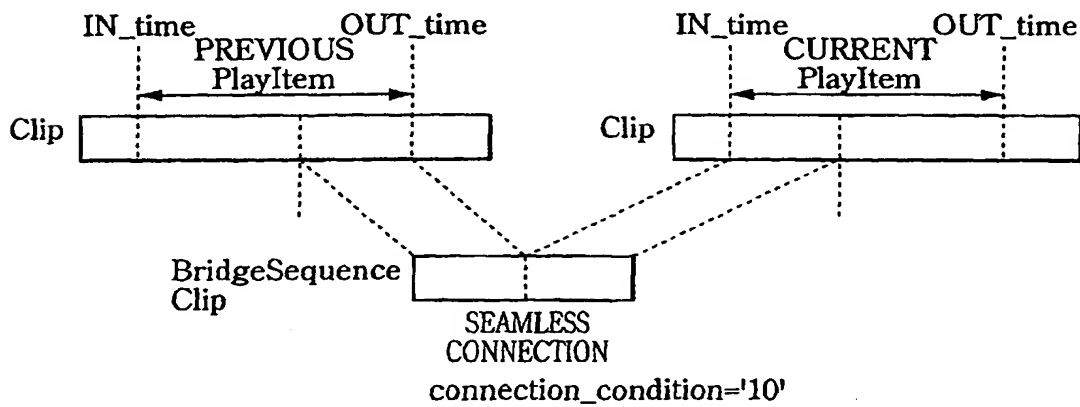 IN_time OUT_time IN_time OUT_time
PREVIOUS CURRENT
PlayItem PlayItem
Clip Clip
BridgeSequence
Clip
SEAMLESS
CONNECTION
connection_condition='10'